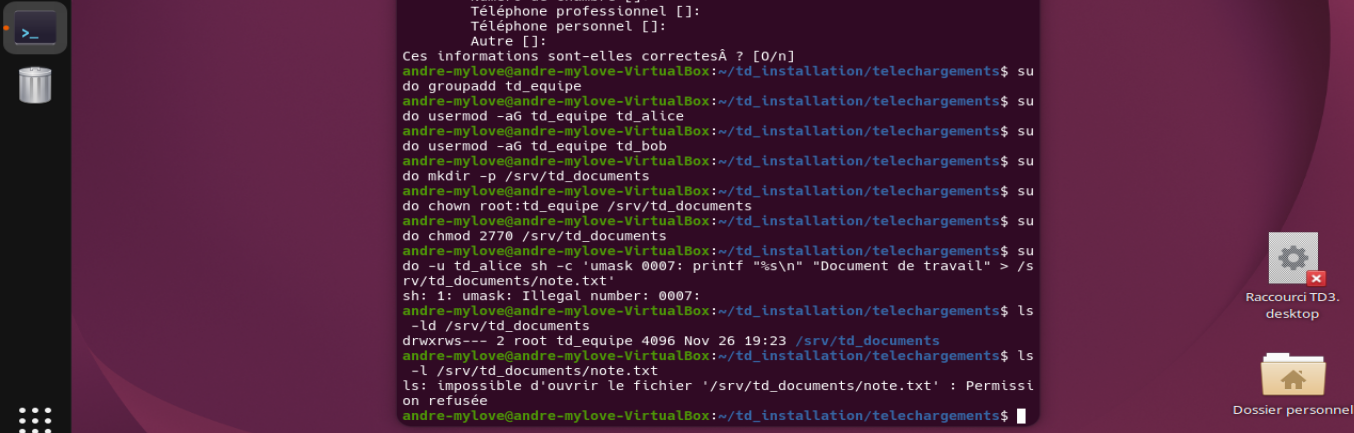 Téléphone professionnel []:
Téléphone personnel []:
Autre []:
Ces informations sont-elles correctesÂ ? [O/n]
andre-mylove@andre-mylove-VirtualBox:~/td_installation/telechargements$ su
do groupadd td_equipe
andre-mylove@andre-mylove-VirtualBox:~/td_installation/telechargements$ su
do usermod -aG td_equipe td_alice
andre-mylove@andre-mylove-VirtualBox:~/td_installation/telechargements$ su
do usermod -aG td_equipe td_bob
andre-mylove@andre-mylove-VirtualBox:~/td_installation/telechargements$ su
do mkdir -p /srv/td_documents
andre-mylove@andre-mylove-VirtualBox:~/td_installation/telechargements$ su
do chown root:td_equipe /srv/td_documents
andre-mylove@andre-mylove-VirtualBox:~/td_installation/telechargements$ su
do chmod 2770 /srv/td_documents
andre-mylove@andre-mylove-VirtualBox:~/td_installation/telechargements$ su
do -u td_alice sh -c 'umask 0007: printf "%s\n" "Document de travail" > /s
rv/td_documents/note.txt'
sh: 1: umask: Illegal number: 0007:
andre-mylove@andre-mylove-VirtualBox:~/td_installation/telechargements$ ls
-ld /srv/td_documents
drwxrws--- 2 root td_equipe 4096 Nov 26 19:23 /srv/td_documents
andre-mylove@andre-mylove-VirtualBox:~/td_installation/telechargements$ ls
-l /srv/td_documents/note.txt
ls: impossible d'ouvrir le fichier '/srv/td_documents/note.txt' : Permissi
on refusée
andre-mylove@andre-mylove-VirtualBox:~/td_installation/telechargements$
>_
Raccourci TD3.
desktop
Dossier personnel